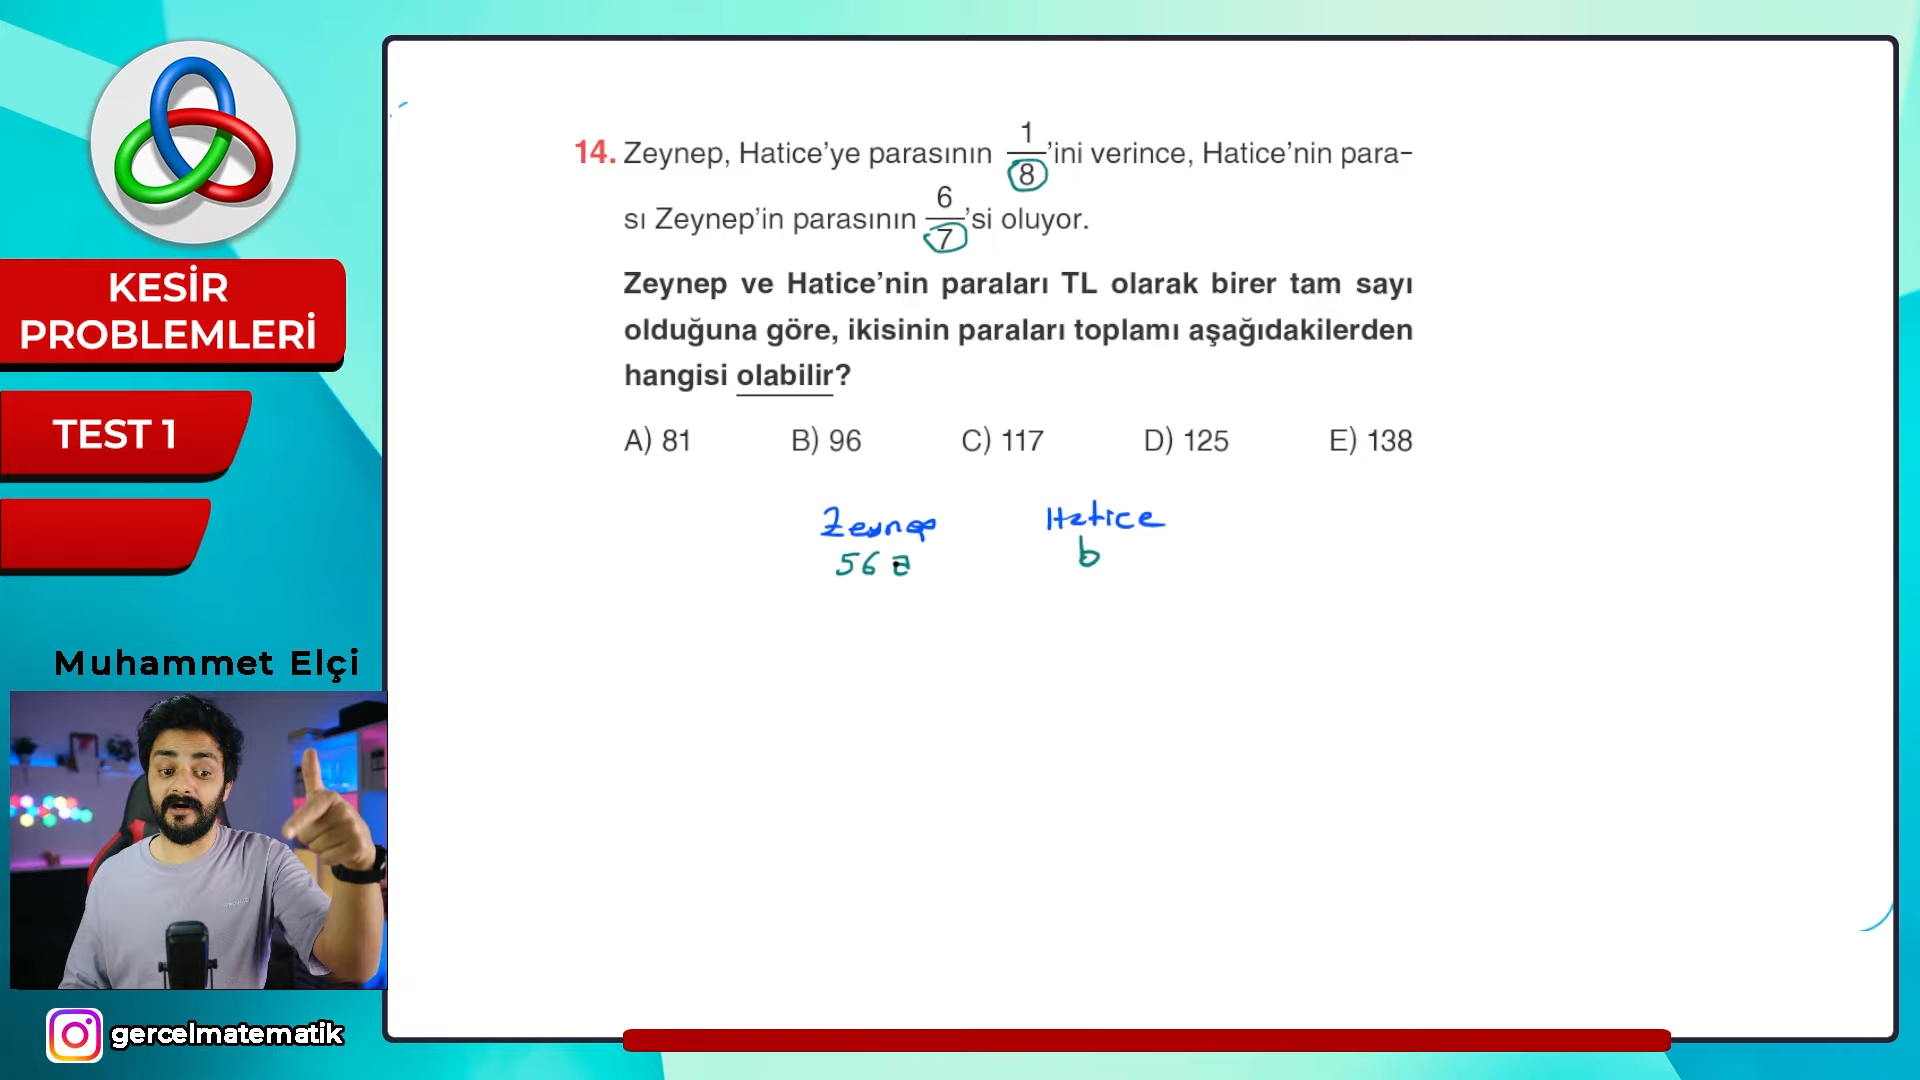 KESİR
PROBLEMLERİ
TEST 1
Muhammet Elçi
gercelmatematik
14. Zeynep, Hatice’ye parasının 1/8 ’ini verince, Hatice’nin para-
sı Zeynep’in parasının 6/7 ’si oluyor.
Zeynep ve Hatice’nin paraları TL olarak birer tam sayı
olduğuna göre, ikisinin paraları toplamı aşağıdakilerden
hangisi olabilir?
A) 81 B) 96 C) 117 D) 125 E) 138
Zeynep Hatice
56 a b